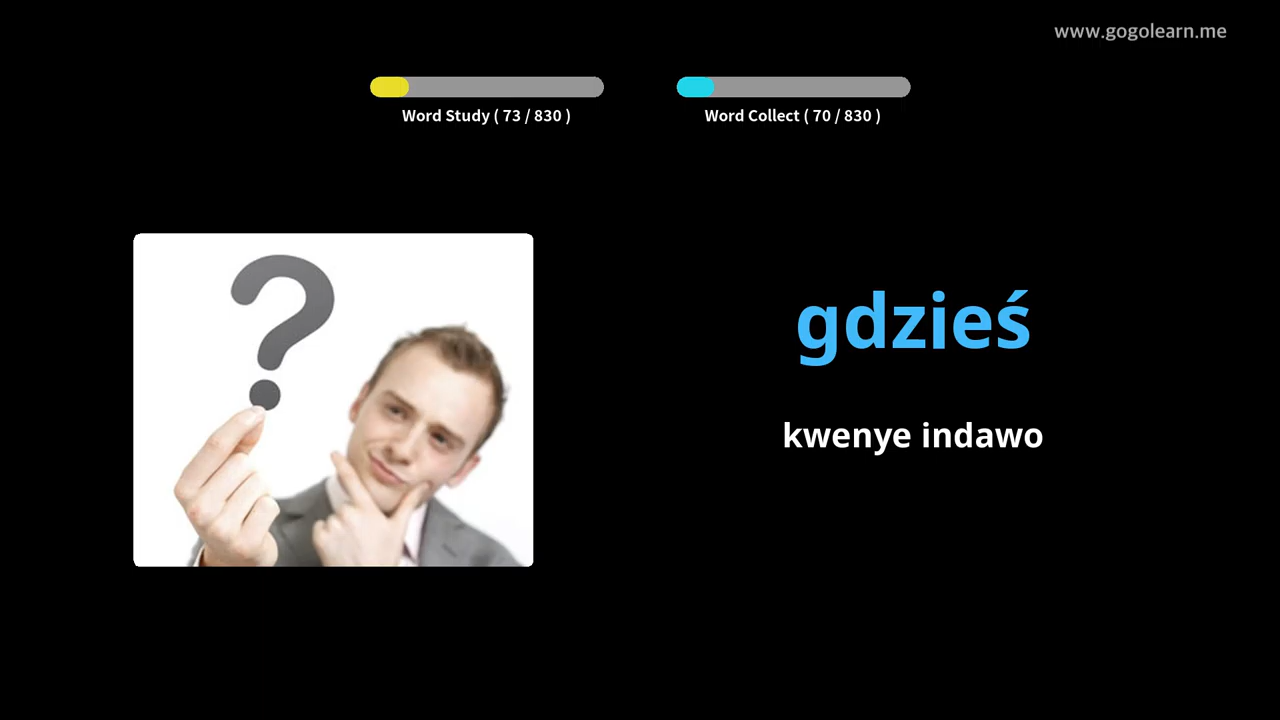 www.gogolearn.me
Word Study ( 73 / 830 )
Word Collect ( 70 / 830 )
gdzieś
kwenye indawo